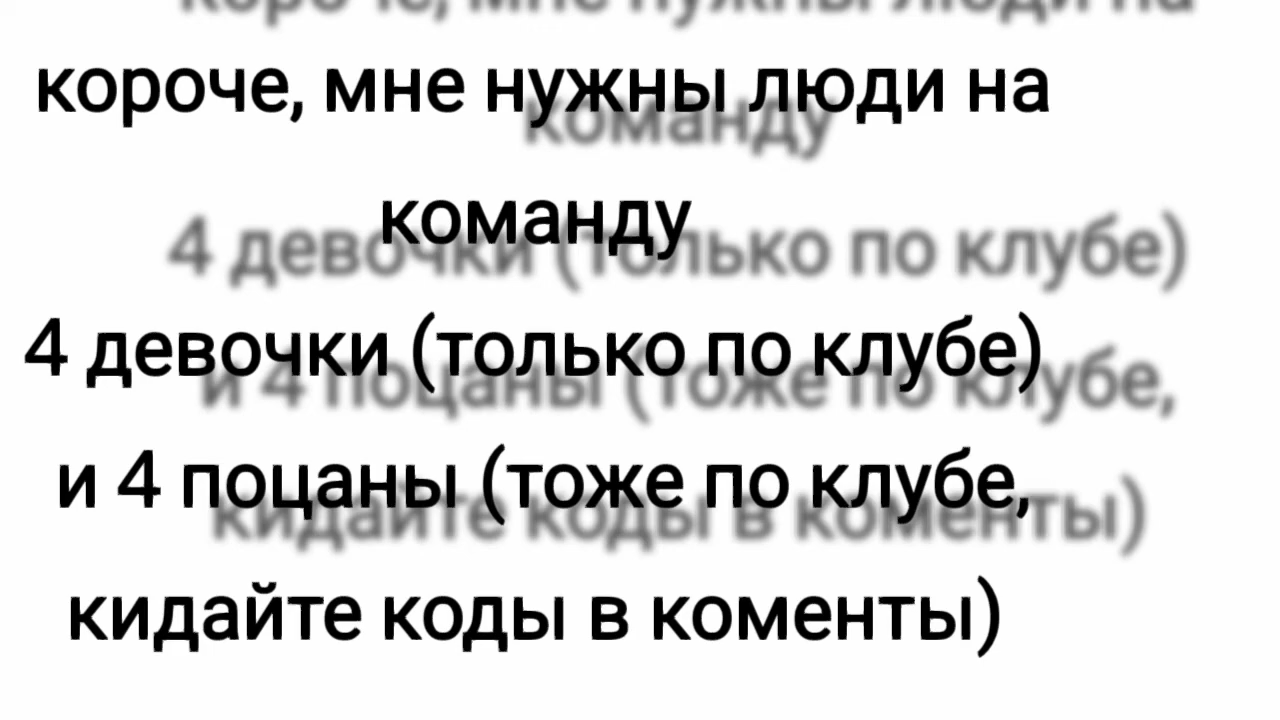 короче, мне нужны люди на
команду
4 девочки (только по клубе)
и 4 поцаны (тоже по клубе,
кидайте коды в коменты)